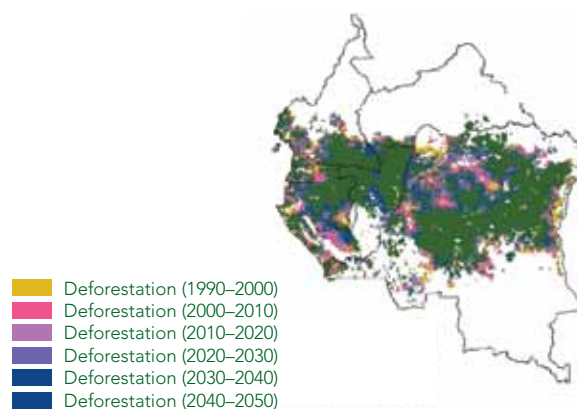 Deforestation (1990–2000)
Deforestation (2000–2010)
Deforestation (2010–2020)
Deforestation (2020–2030)
Deforestation (2030–2040)
Deforestation (2040–2050)